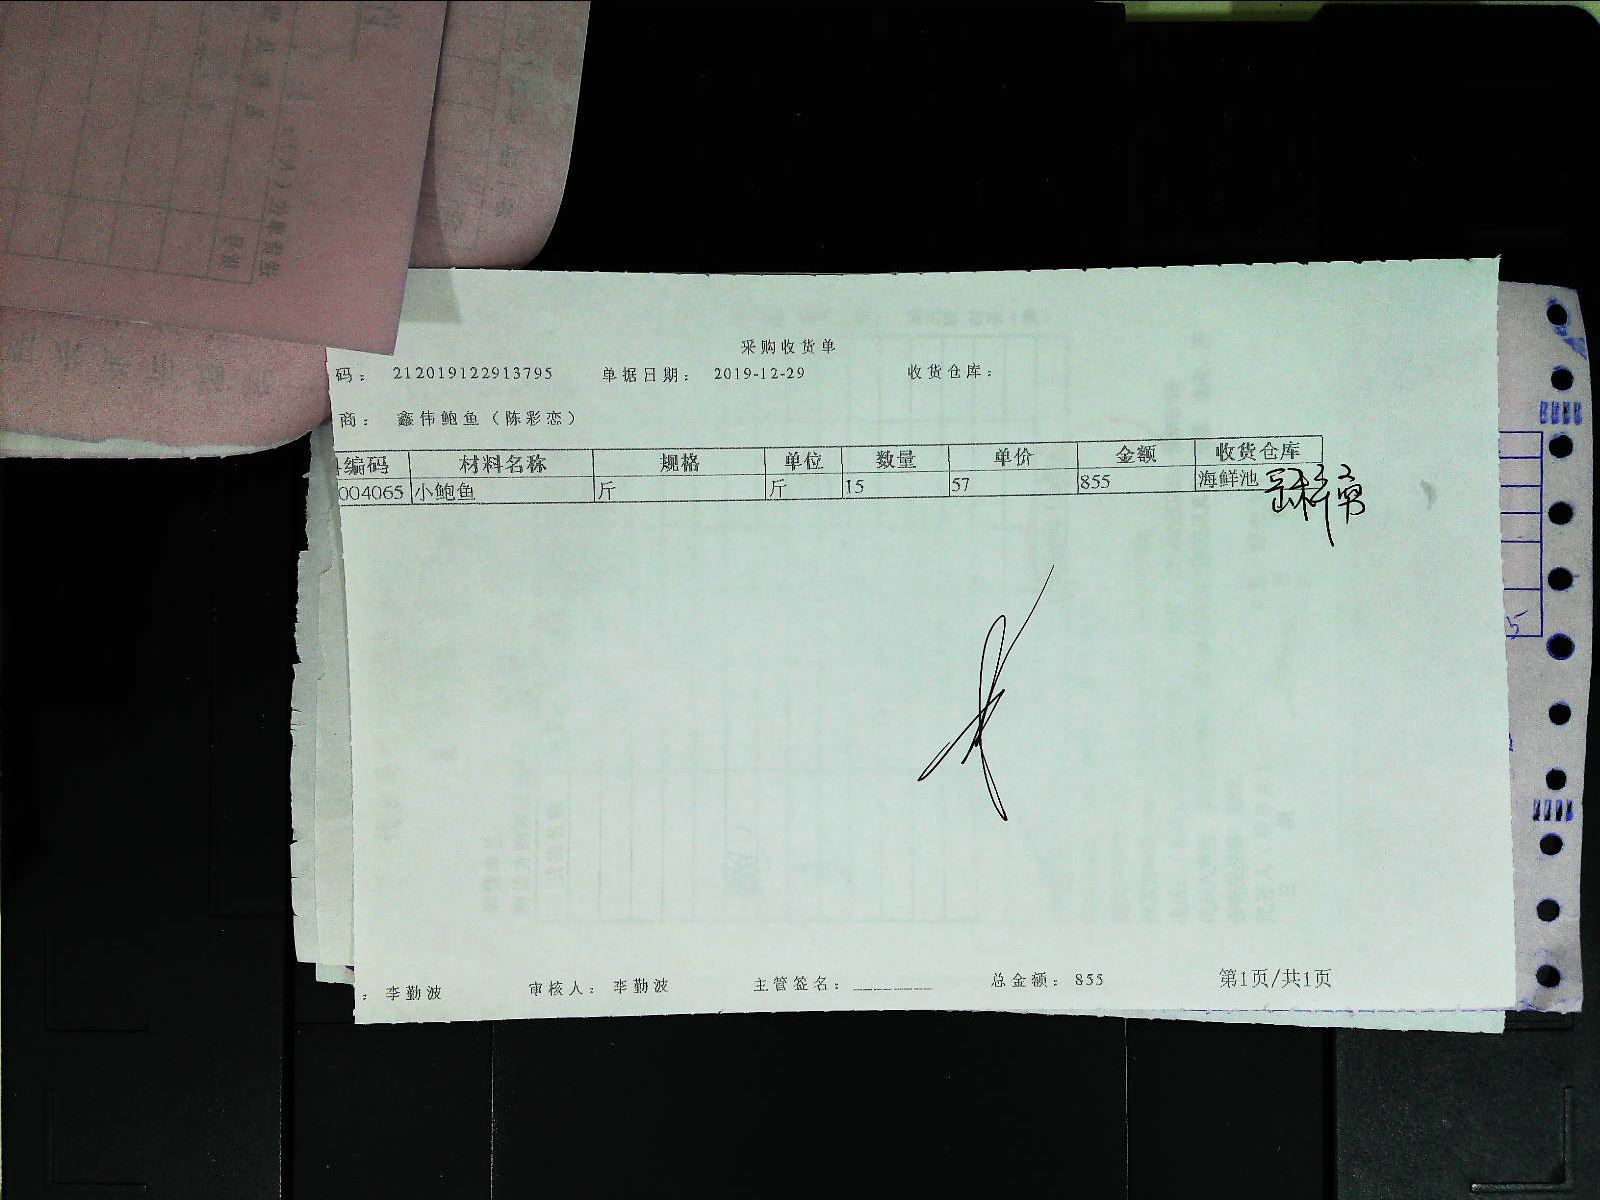 采购收货单
码： 212019122913795 单据日期： 2019-12-29 收货仓库：
商： 鑫伟鲍鱼（陈彩恋）
编码 材料名称 规格 单位 数量 单价 金额 收货仓库
004065 小鲍鱼 斤 斤 15 57 855 海鲜池
：李勤波 审核人：李勤波 主管签名：_______ 总金额：855 第1页/共1页